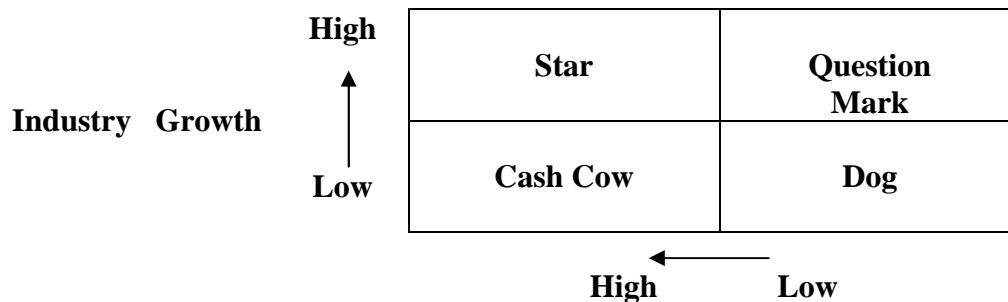 High
Star
Question
Mark
Industry Growth
Low
Cash Cow
Dog
High
Low